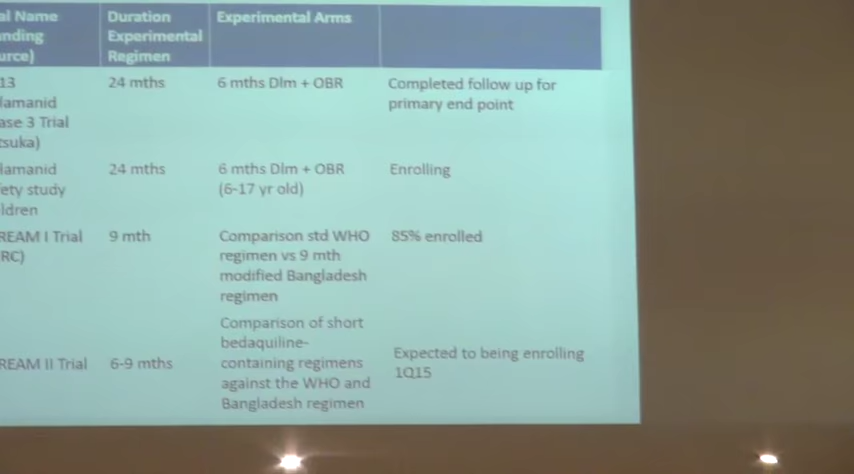 al Name
nding
urce)
Duration
Experimental
Regimen
Experimental Arms
13
lamanid
ase 3 Trial
tsuka)
24 mths
6 mths Dlm + OBR
Completed follow up for
primary end point
lamanid
ety study
ldren
24 mths
6 mths Dlm + OBR
(6-17 yr old)
Enrolling
REAM I Trial
RC)
9 mth
Comparison std WHO
regimen vs 9 mth
modified Bangladesh
regimen
85% enrolled
REAM II Trial
6-9 mths
Comparison of short
bedaquiline-
containing regimens
against the WHO and
Bangladesh regimen
Expected to being enrolling
1Q15